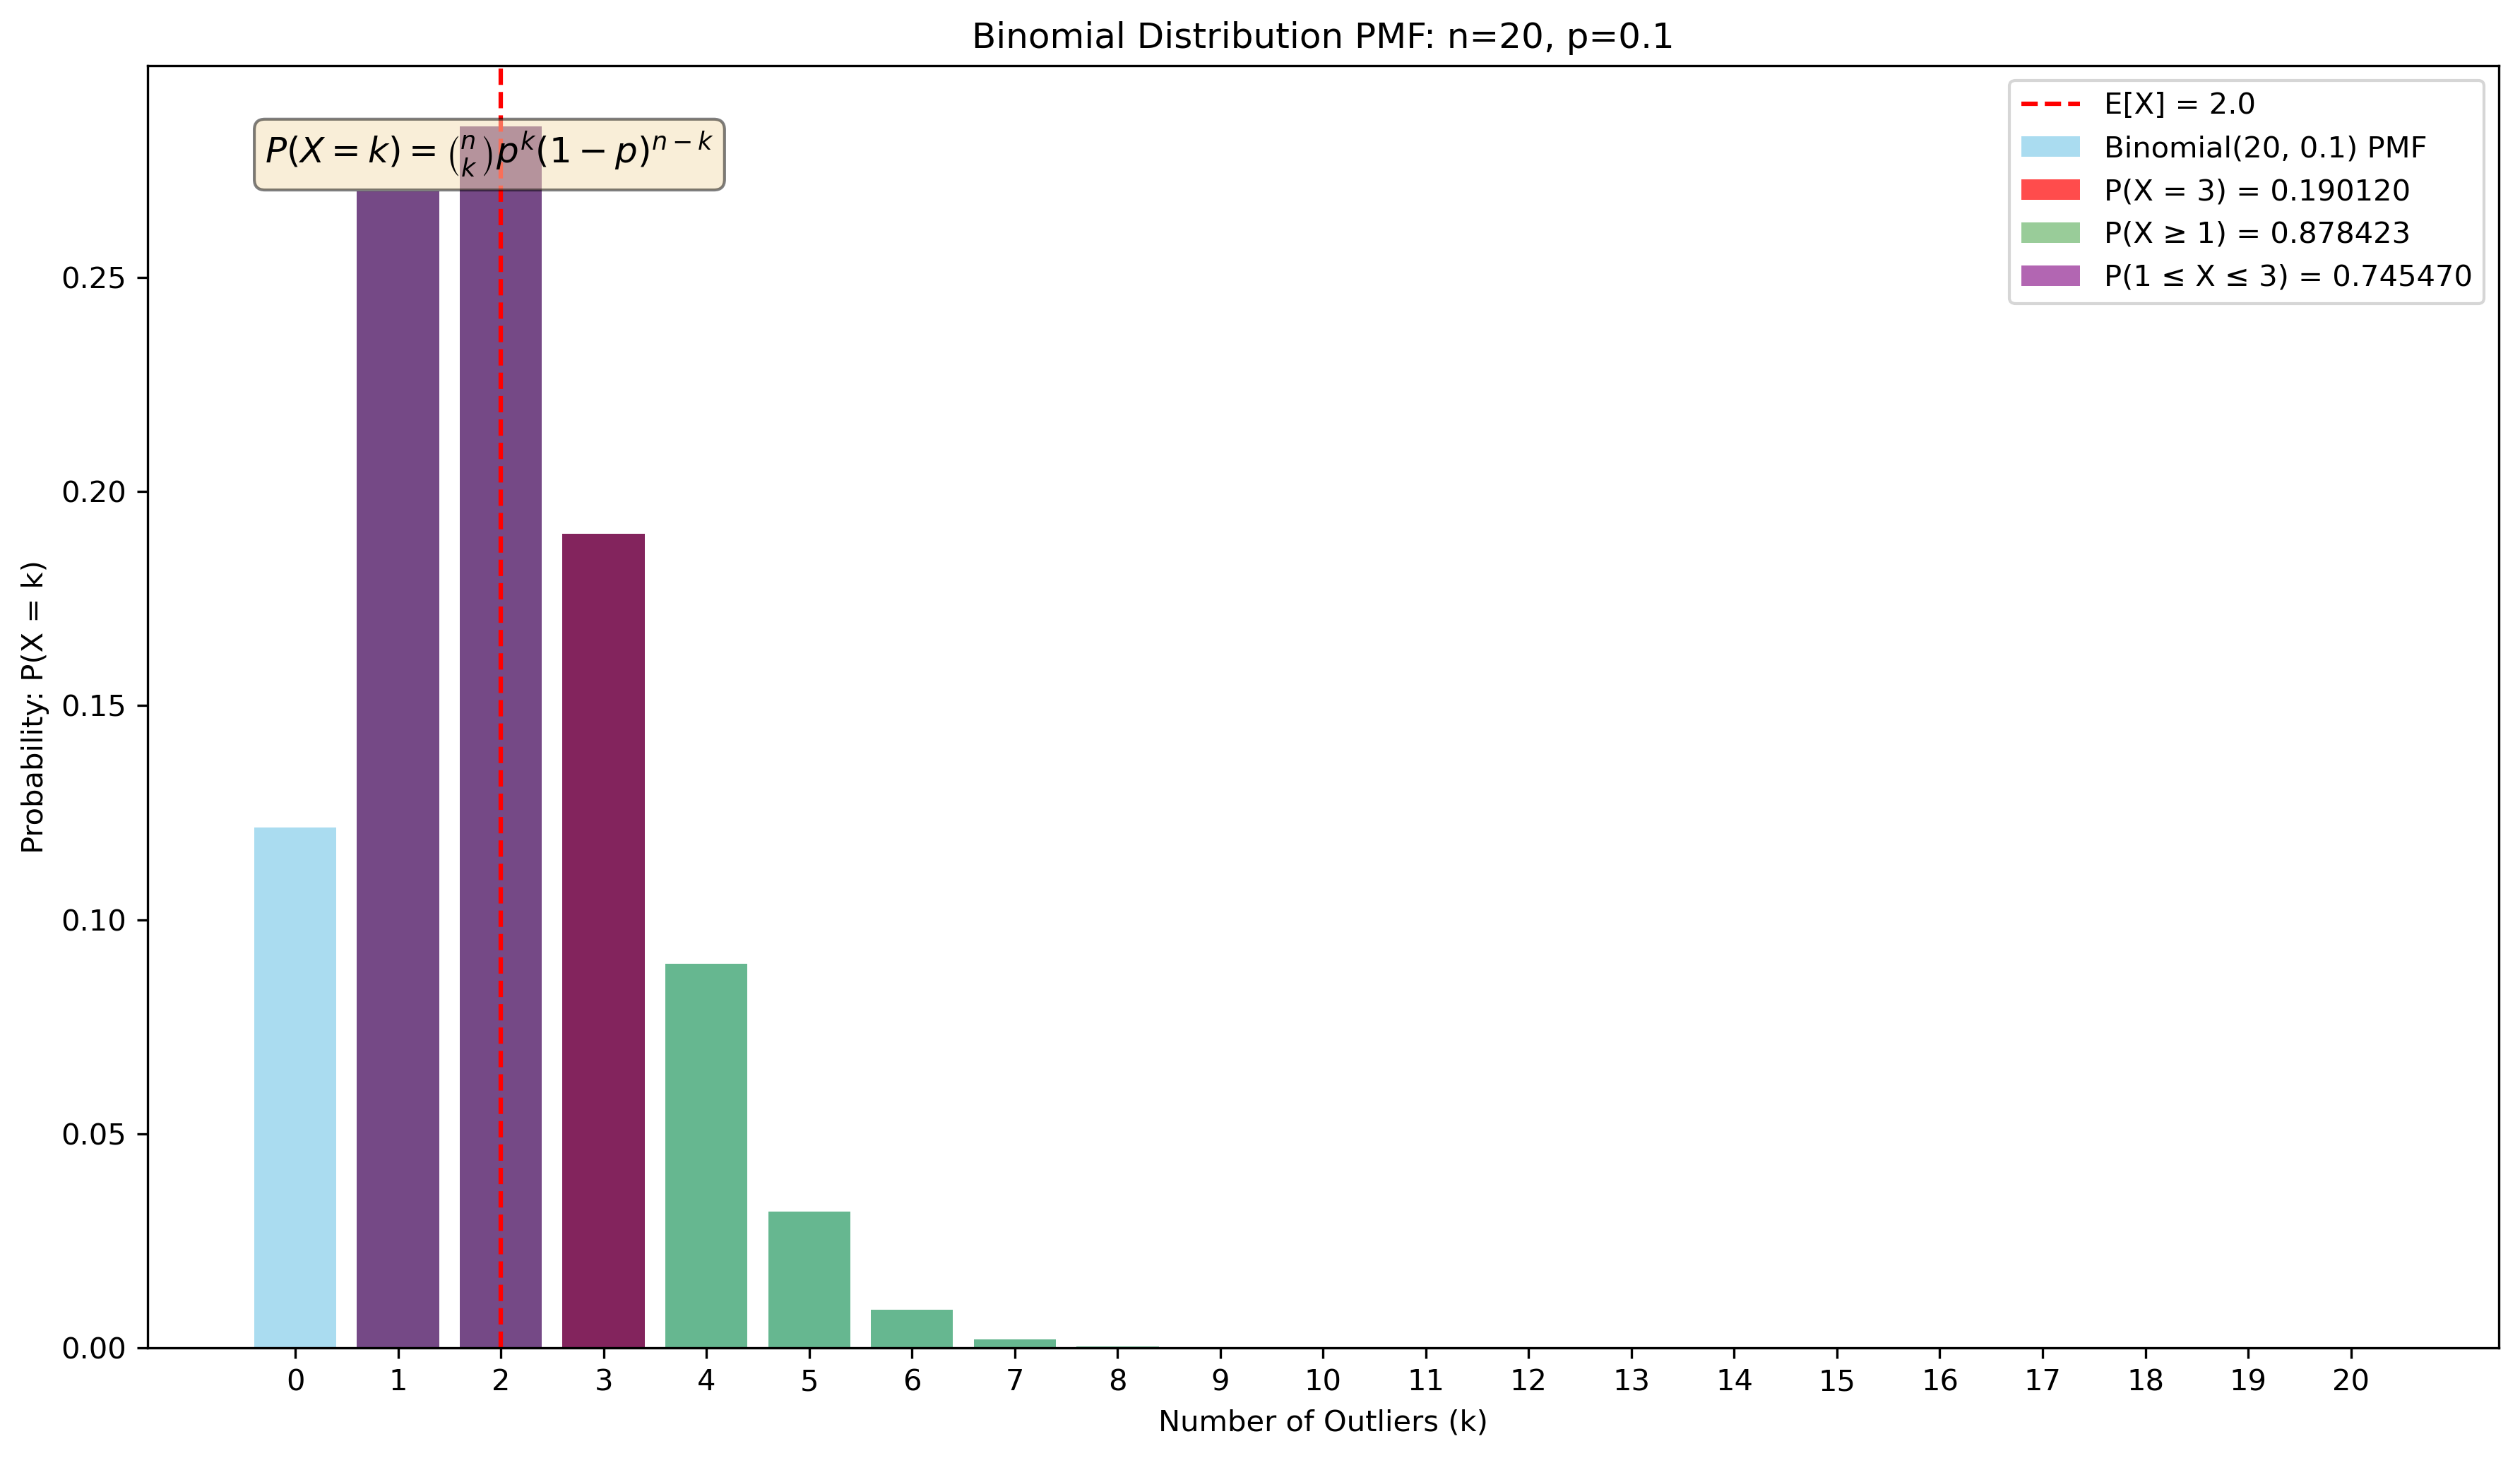 Binomial Distribution PMF: n=20, p=0.1
P(X = k) = (n k) p^k (1 − p)^{n − k}
E[X] = 2.0
Binomial(20, 0.1) PMF
P(X = 3) = 0.190120
P(X ≥ 1) = 0.878423
P(1 ≤ X ≤ 3) = 0.745470
Probability: P(X = k)
0.25
0.20
0.15
0.10
0.05
0.00
0 1 2 3 4 5 6 7 8 9 10 11 12 13 14 15 16 17 18 19 20
Number of Outliers (k)